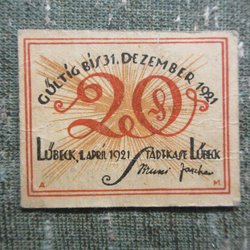 GÜLTIG BIS 31. DEZEMBER 1921
20
LÜBECK, 1. APRIL 1921 STADTKASSE LÜBECK
A M